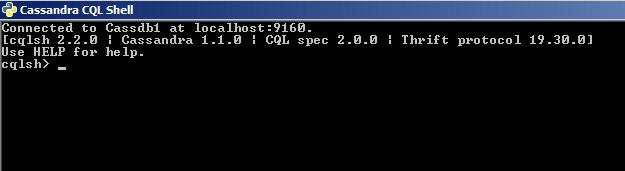 Cassandra CQL Shell
Connected to Cassdb1 at localhost:9160.
[cqlsh 2.2.0 ¦ Cassandra 1.1.0 ¦ CQL spec 2.0.0 ¦ Thrift protocol 19.30.0]
Use HELP for help.
cqlsh> _